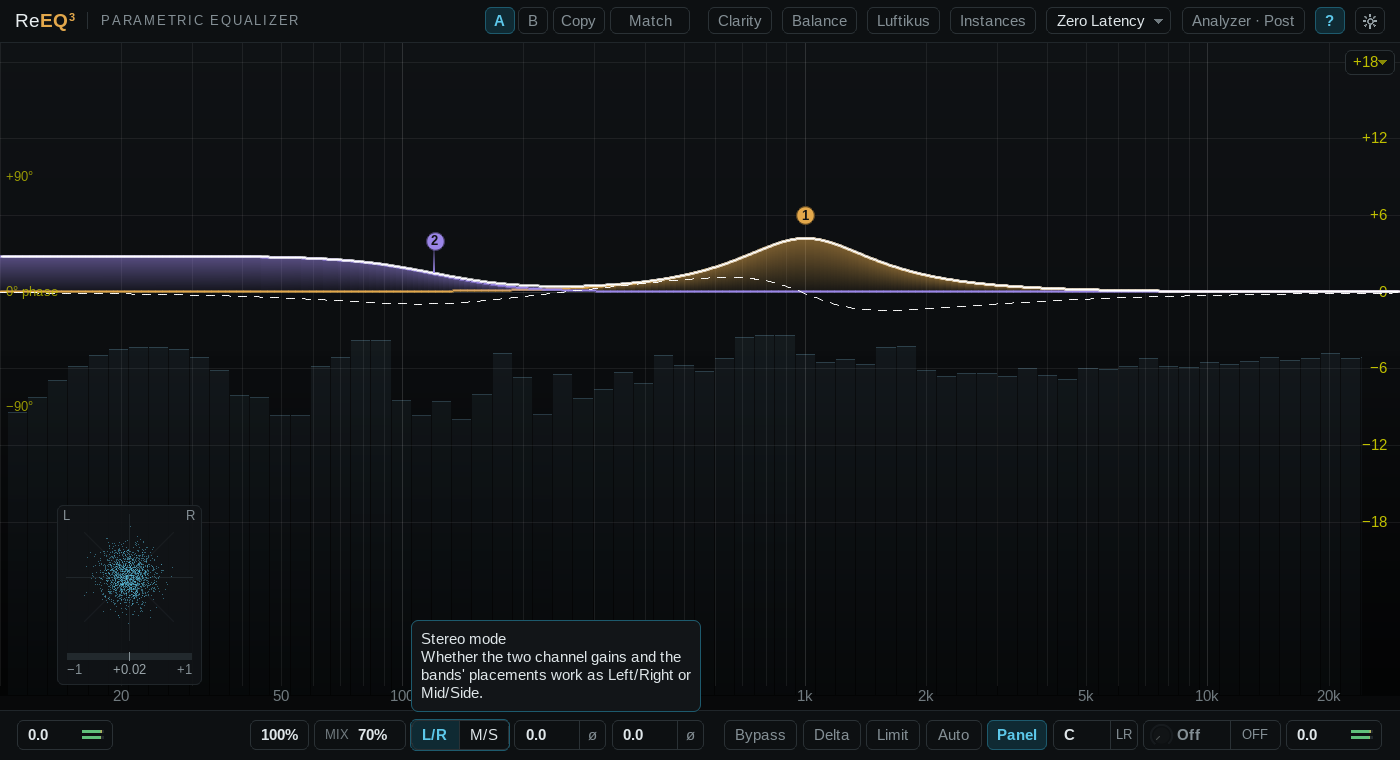 ReEQ³ PARAMETRIC EQUALIZER A B Copy Match Clarity Balance Luftikus Instances Zero Latency Analyzer · Post ?
+18
+12
+90°
+6
1
2
0° phase 0
−6
−90°
−12
L R
−18
Stereo mode
Whether the two channel gains and the
bands' placements work as Left/Right or
Mid/Side.
−1 +0.02 +1
20 50 100 1k 2k 5k 10k 20k
0.0 100% MIX 70% L/R M/S 0.0 ø 0.0 ø Bypass Delta Limit Auto Panel C LR Off OFF 0.0